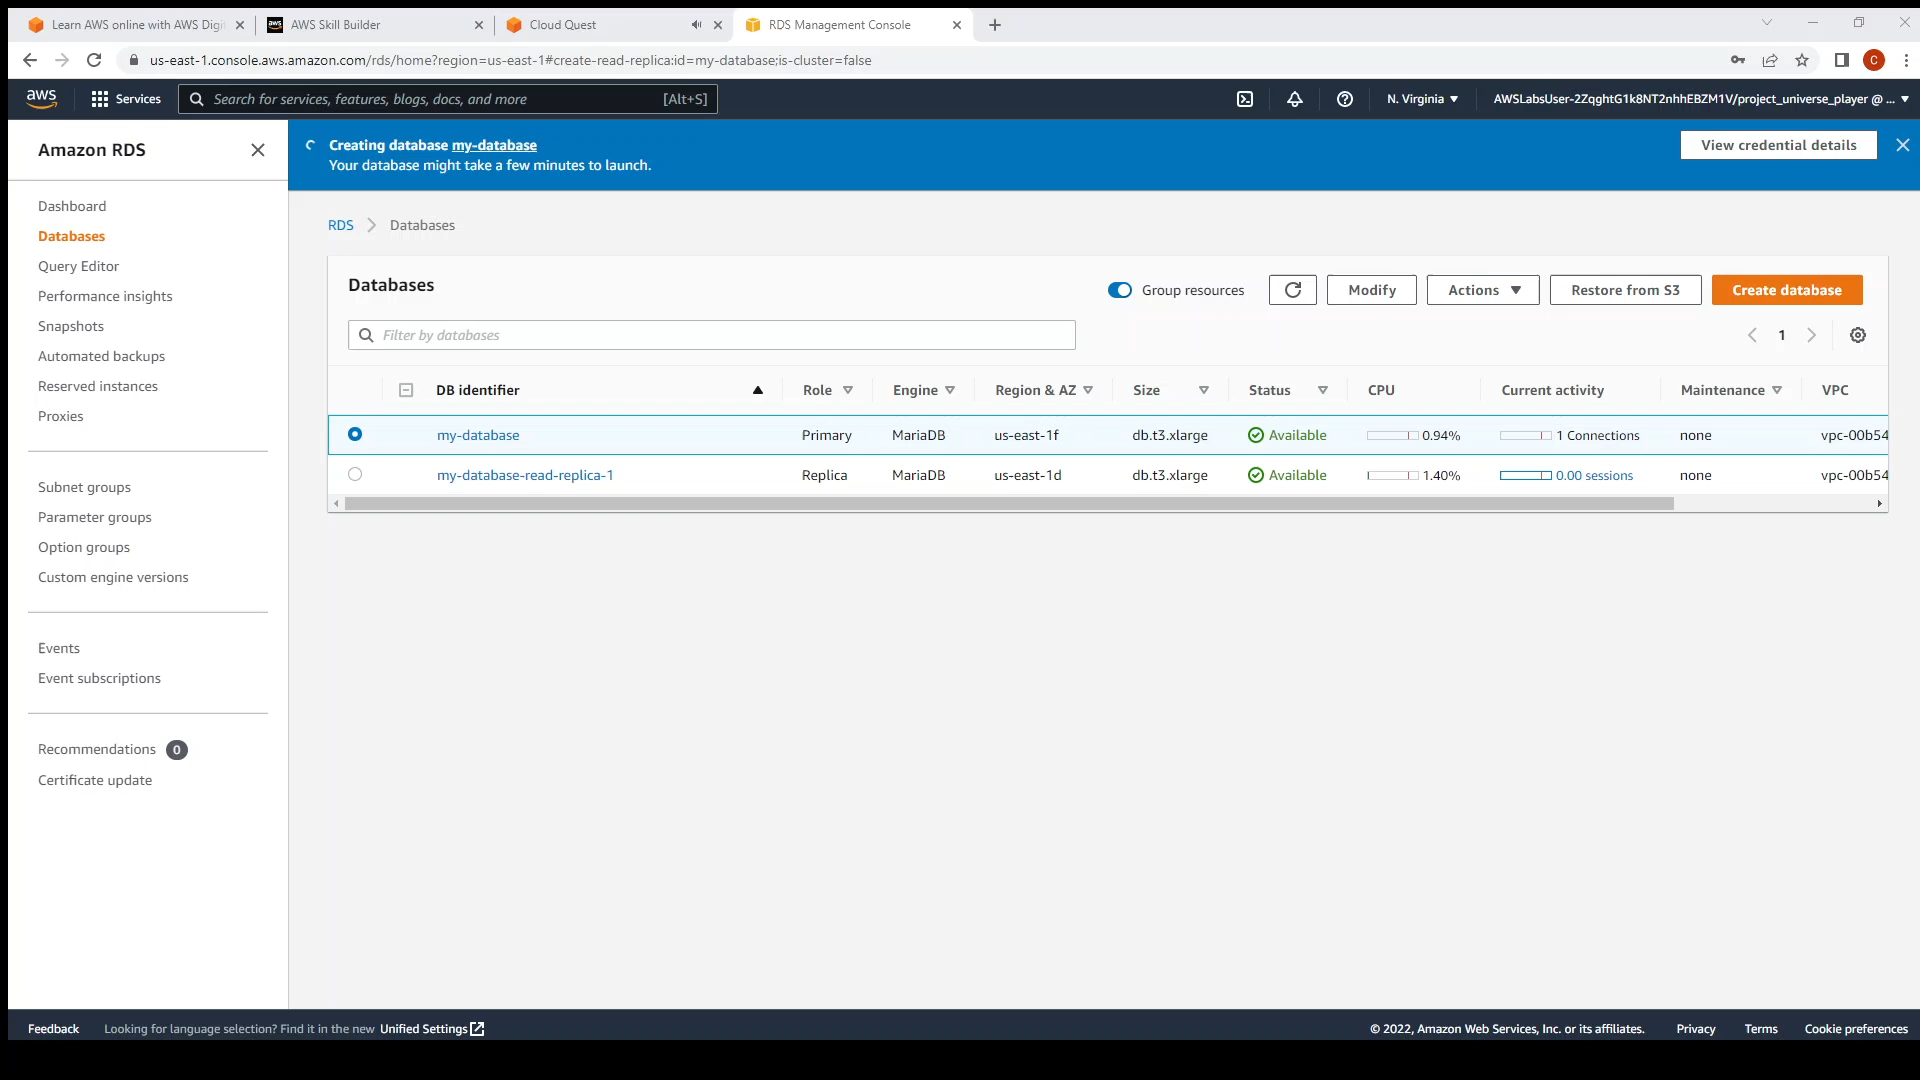 Learn AWS online with AWS Digi
AWS Skill Builder
Cloud Quest
RDS Management Console
us-east-1.console.aws.amazon.com/rds/home?region=us-east-1#create-read-replica:id=my-database;is-cluster=false
C
aws
Services
Search for services, features, blogs, docs, and more
[Alt+S]
N. Virginia
AWSLabsUser-2ZqghtG1k8NT2nhhEBZM1V/project_universe_player @ ...
Amazon RDS
Dashboard
Databases
Query Editor
Performance insights
Snapshots
Automated backups
Reserved instances
Proxies
Subnet groups
Parameter groups
Option groups
Custom engine versions
Events
Event subscriptions
Recommendations 0
Certificate update
Creating database my-database
Your database might take a few minutes to launch.
View credential details
RDS
Databases
Databases
Group resources
Modify
Actions
Restore from S3
Create database
Filter by databases
1
DB identifier Role Engine Region & AZ Size Status CPU Current activity Maintenance VPC
my-database Primary MariaDB us-east-1f db.t3.xlarge Available 0.94% 1 Connections none vpc-00b54
my-database-read-replica-1 Replica MariaDB us-east-1d db.t3.xlarge Available 1.40% 0.00 sessions none vpc-00b54
Feedback
Looking for language selection? Find it in the new Unified Settings
© 2022, Amazon Web Services, Inc. or its affiliates.
Privacy
Terms
Cookie preferences